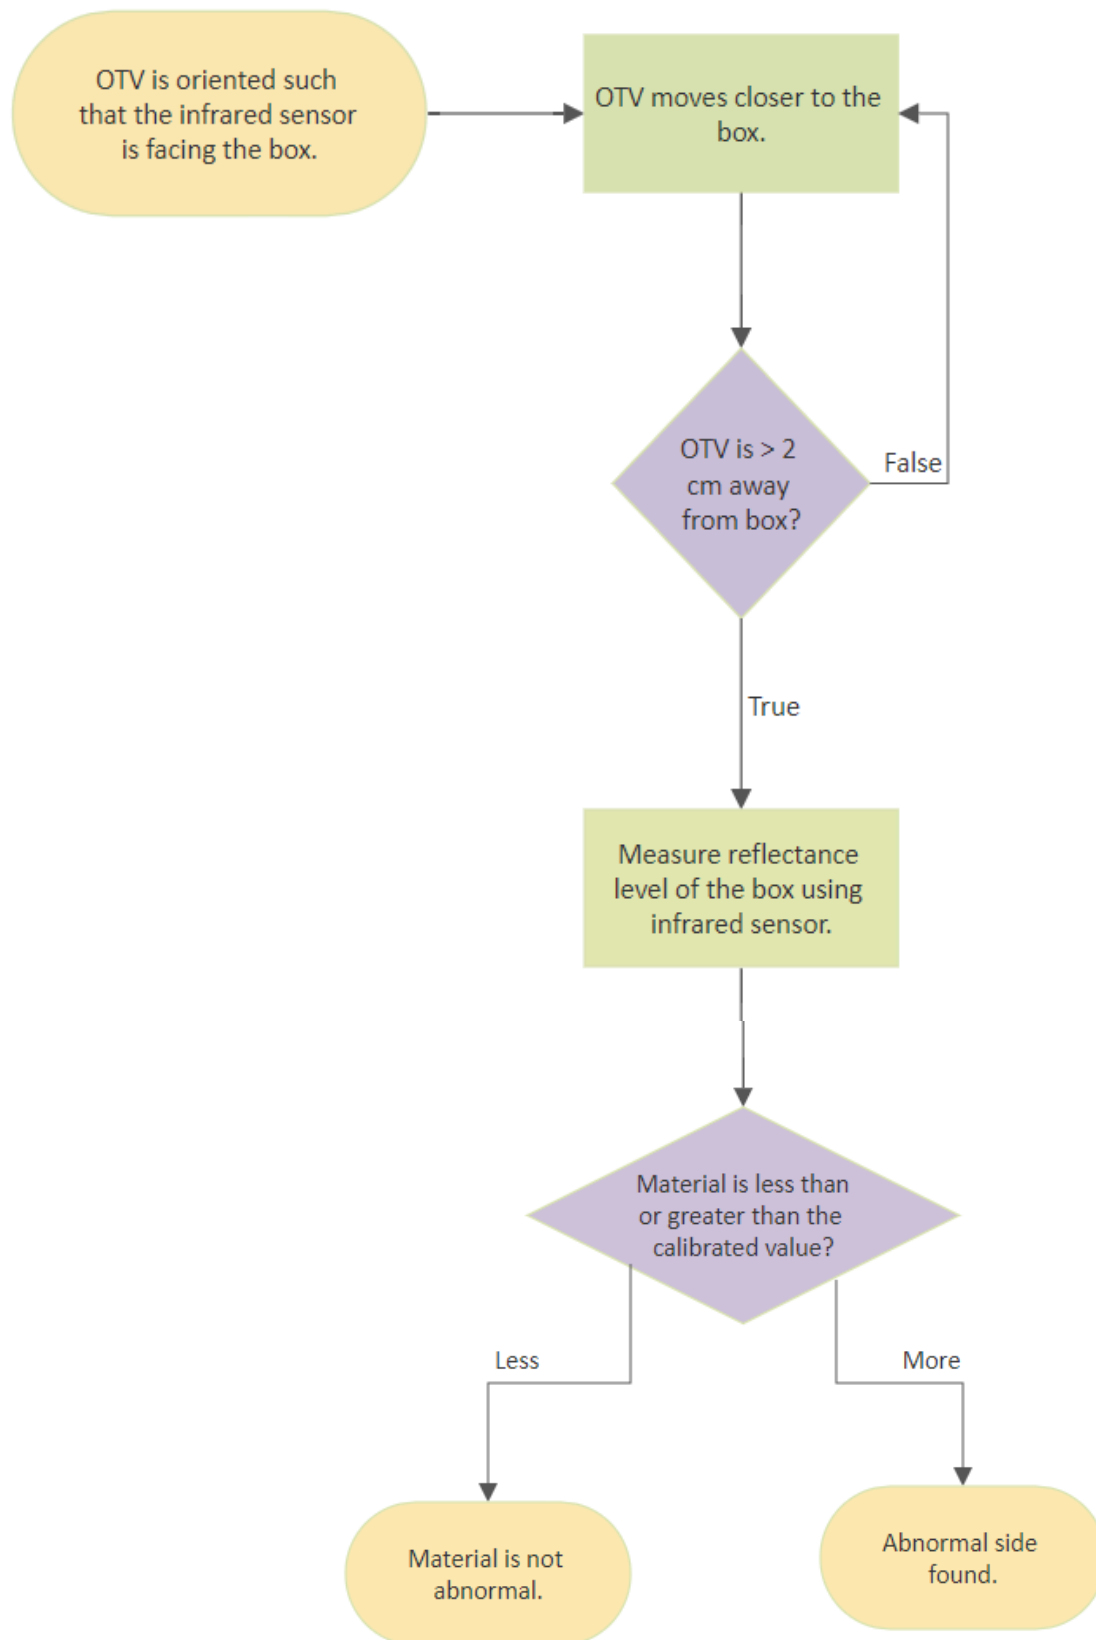 OTV is oriented such
that the infrared sensor
is facing the box.
OTV moves closer to the
box.
OTV is > 2
cm away
from box?
False
True
Measure reflectance
level of the box using
infrared sensor.
Material is less than
or greater than the
calibrated value?
Less
More
Material is not
abnormal.
Abnormal side
found.